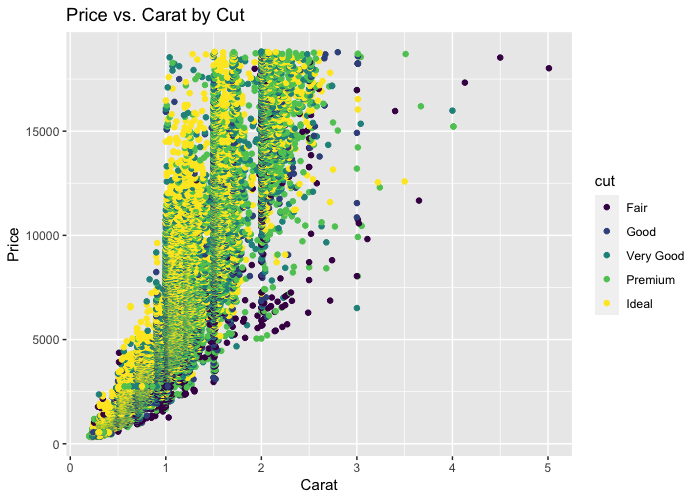 Price vs. Carat by Cut
15000
10000
5000
0
Price
0 1 2 3 4 5
Carat
cut
Fair
Good
Very Good
Premium
Ideal